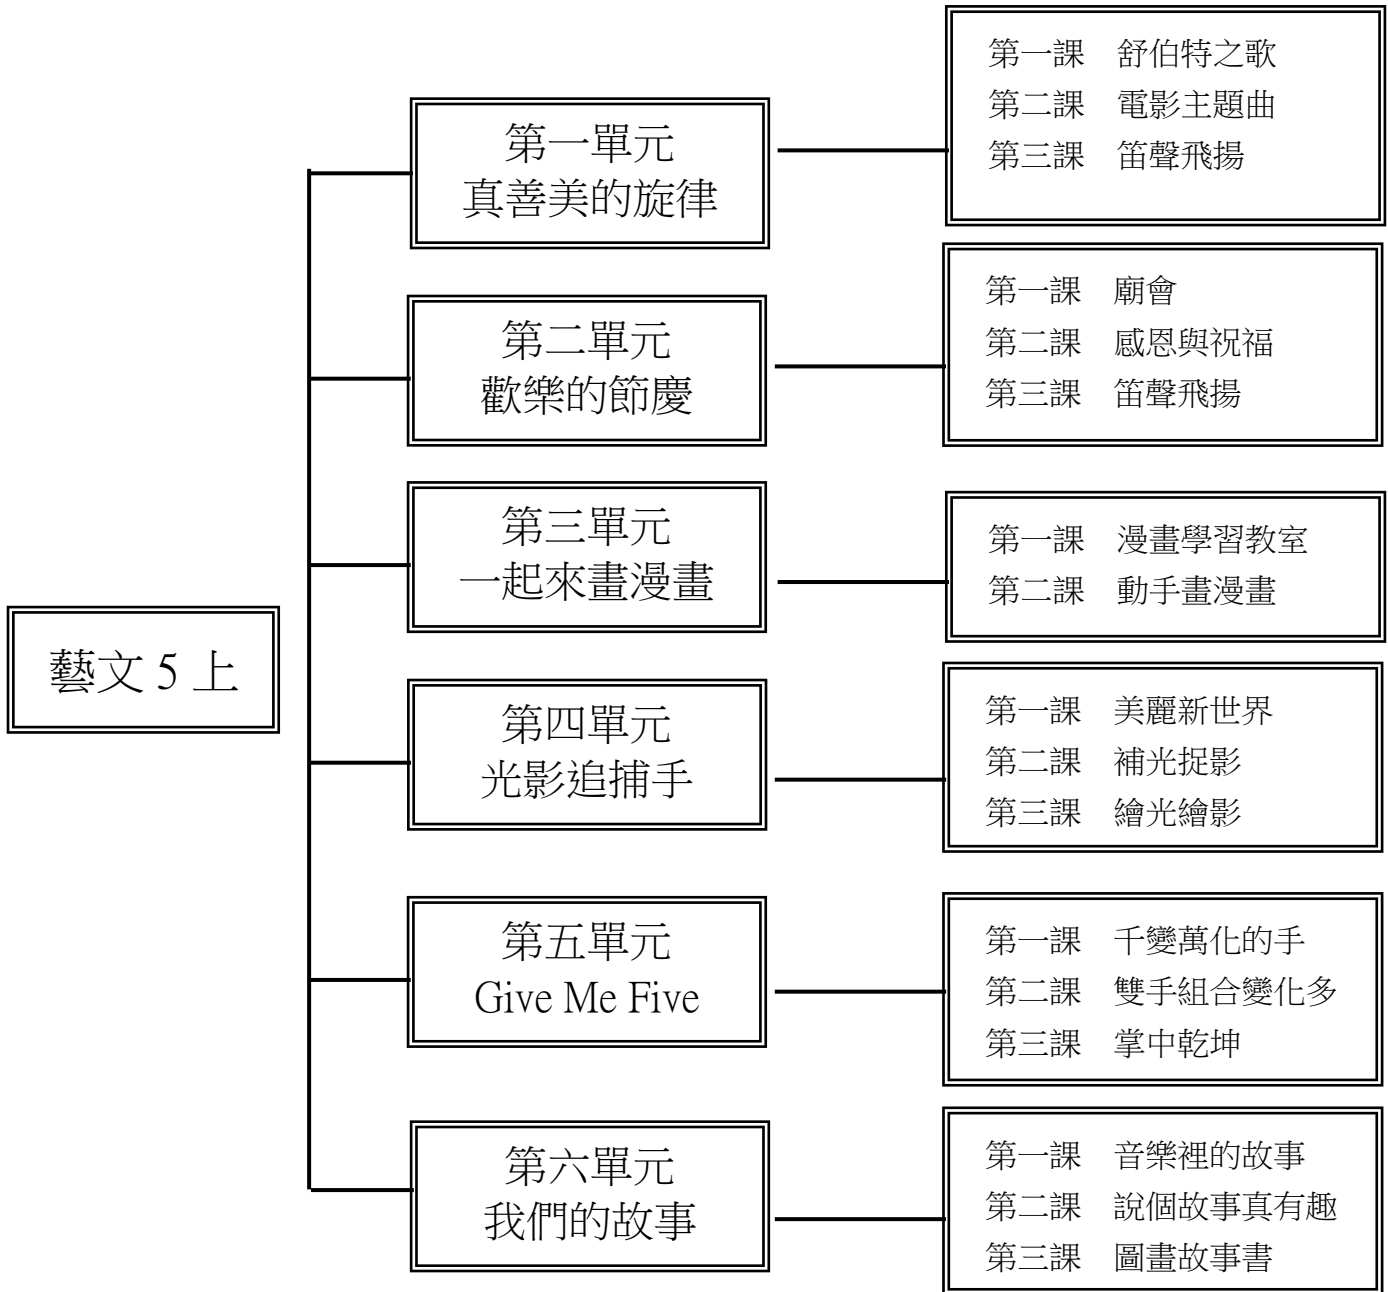 藝文 5 上
第一單元
真善美的旋律
第一課　舒伯特之歌
第二課　電影主題曲
第三課　笛聲飛揚
第二單元
歡樂的節慶
第一課　廟會
第二課　感恩與祝福
第三課　笛聲飛揚
第三單元
一起來畫漫畫
第一課　漫畫學習教室
第二課　動手畫漫畫
第四單元
光影追捕手
第一課　美麗新世界
第二課　補光捉影
第三課　繪光繪影
第五單元
Give Me Five
第一課　千變萬化的手
第二課　雙手組合變化多
第三課　掌中乾坤
第六單元
我們的故事
第一課　音樂裡的故事
第二課　說個故事真有趣
第三課　圖畫故事書